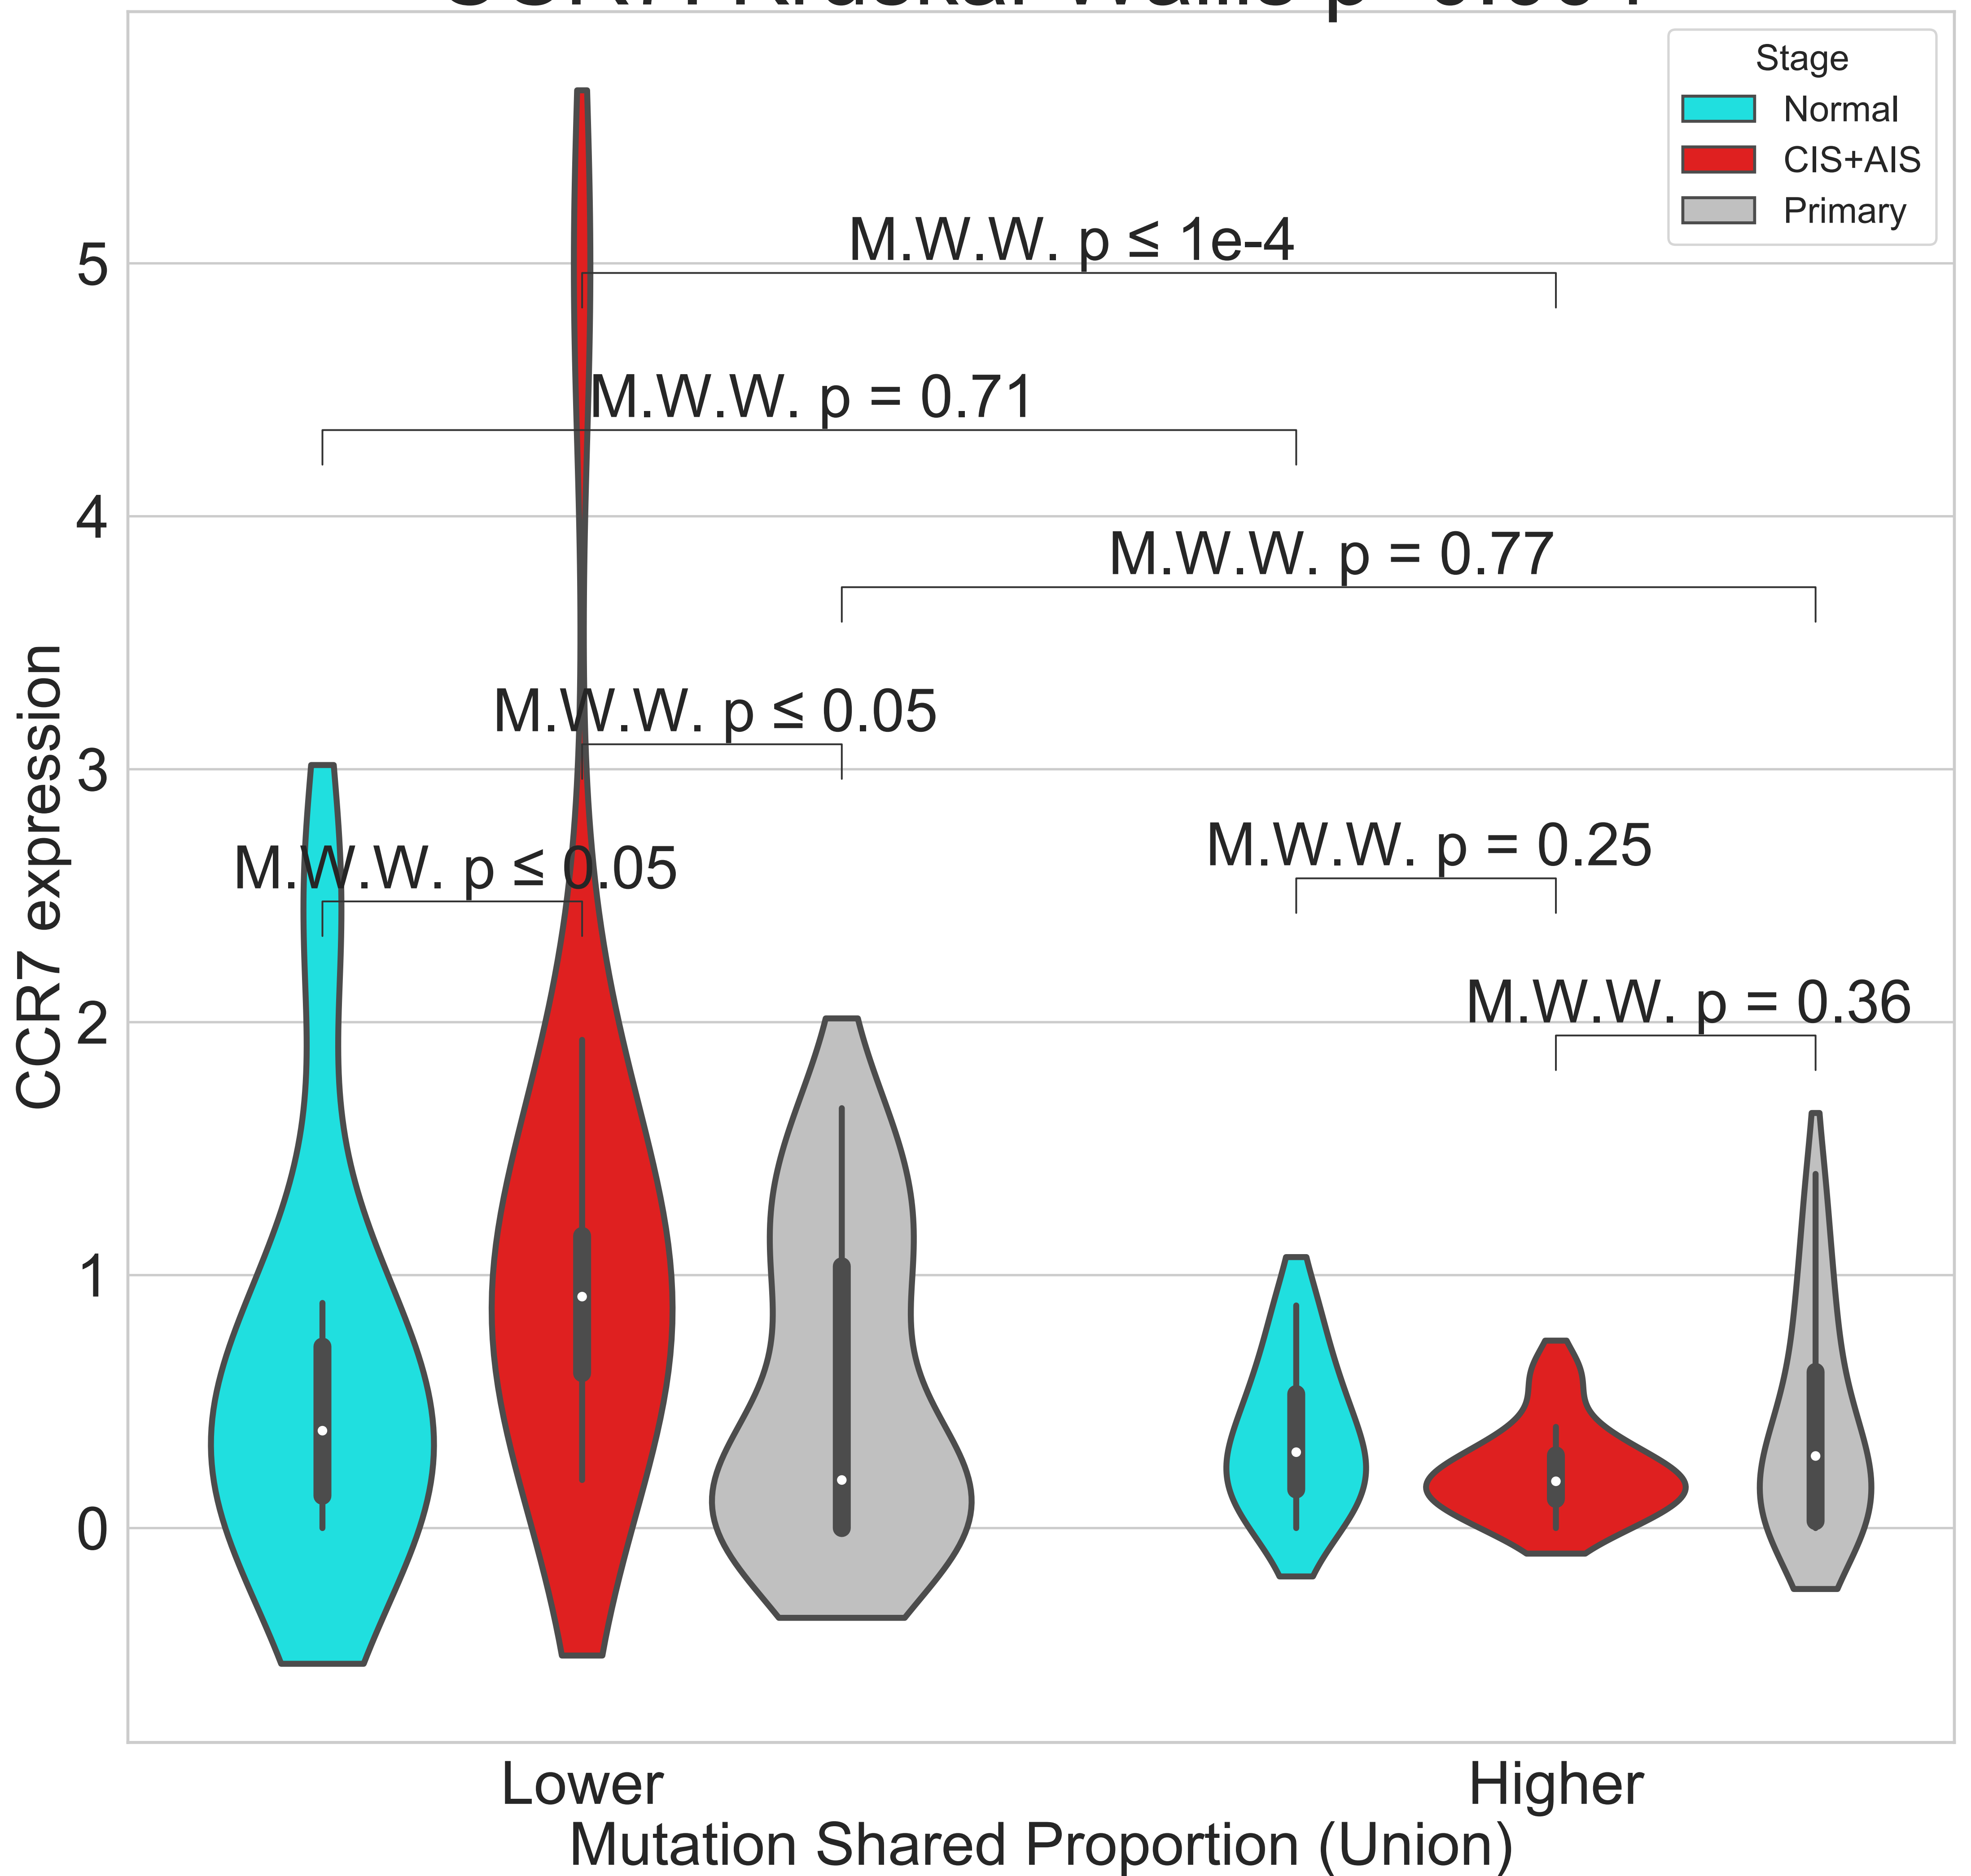 Stage
Normal
CIS+AIS
Primary
M.W.W. p ≤ 1e-4
M.W.W. p = 0.71
M.W.W. p = 0.77
M.W.W. p ≤ 0.05
M.W.W. p = 0.25
M.W.W. p ≤ 0.05
M.W.W. p = 0.36
CCR7 expression
5
4
3
2
1
0
Lower
Higher
Mutation Shared Proportion (Union)